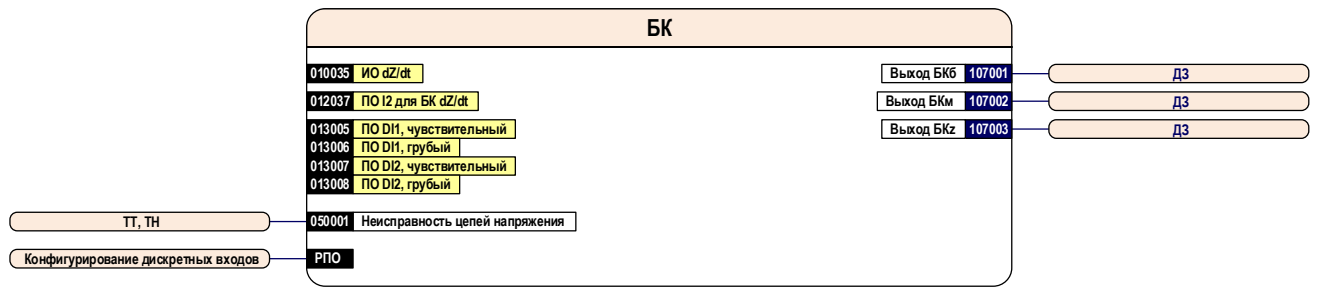 БК
010035 ИО dZ/dt
Выход БКб 107001
ДЗ
012037 ПО I2 для БК dZ/dt
Выход БКм 107002
ДЗ
013005 ПО DI1, чувствительный
Выход БКz 107003
ДЗ
013006 ПО DI1, грубый
013007 ПО DI2, чувствительный
013008 ПО DI2, грубый
ТТ, ТН
050001 Неисправность цепей напряжения
Конфигурирование дискретных входов
РПО